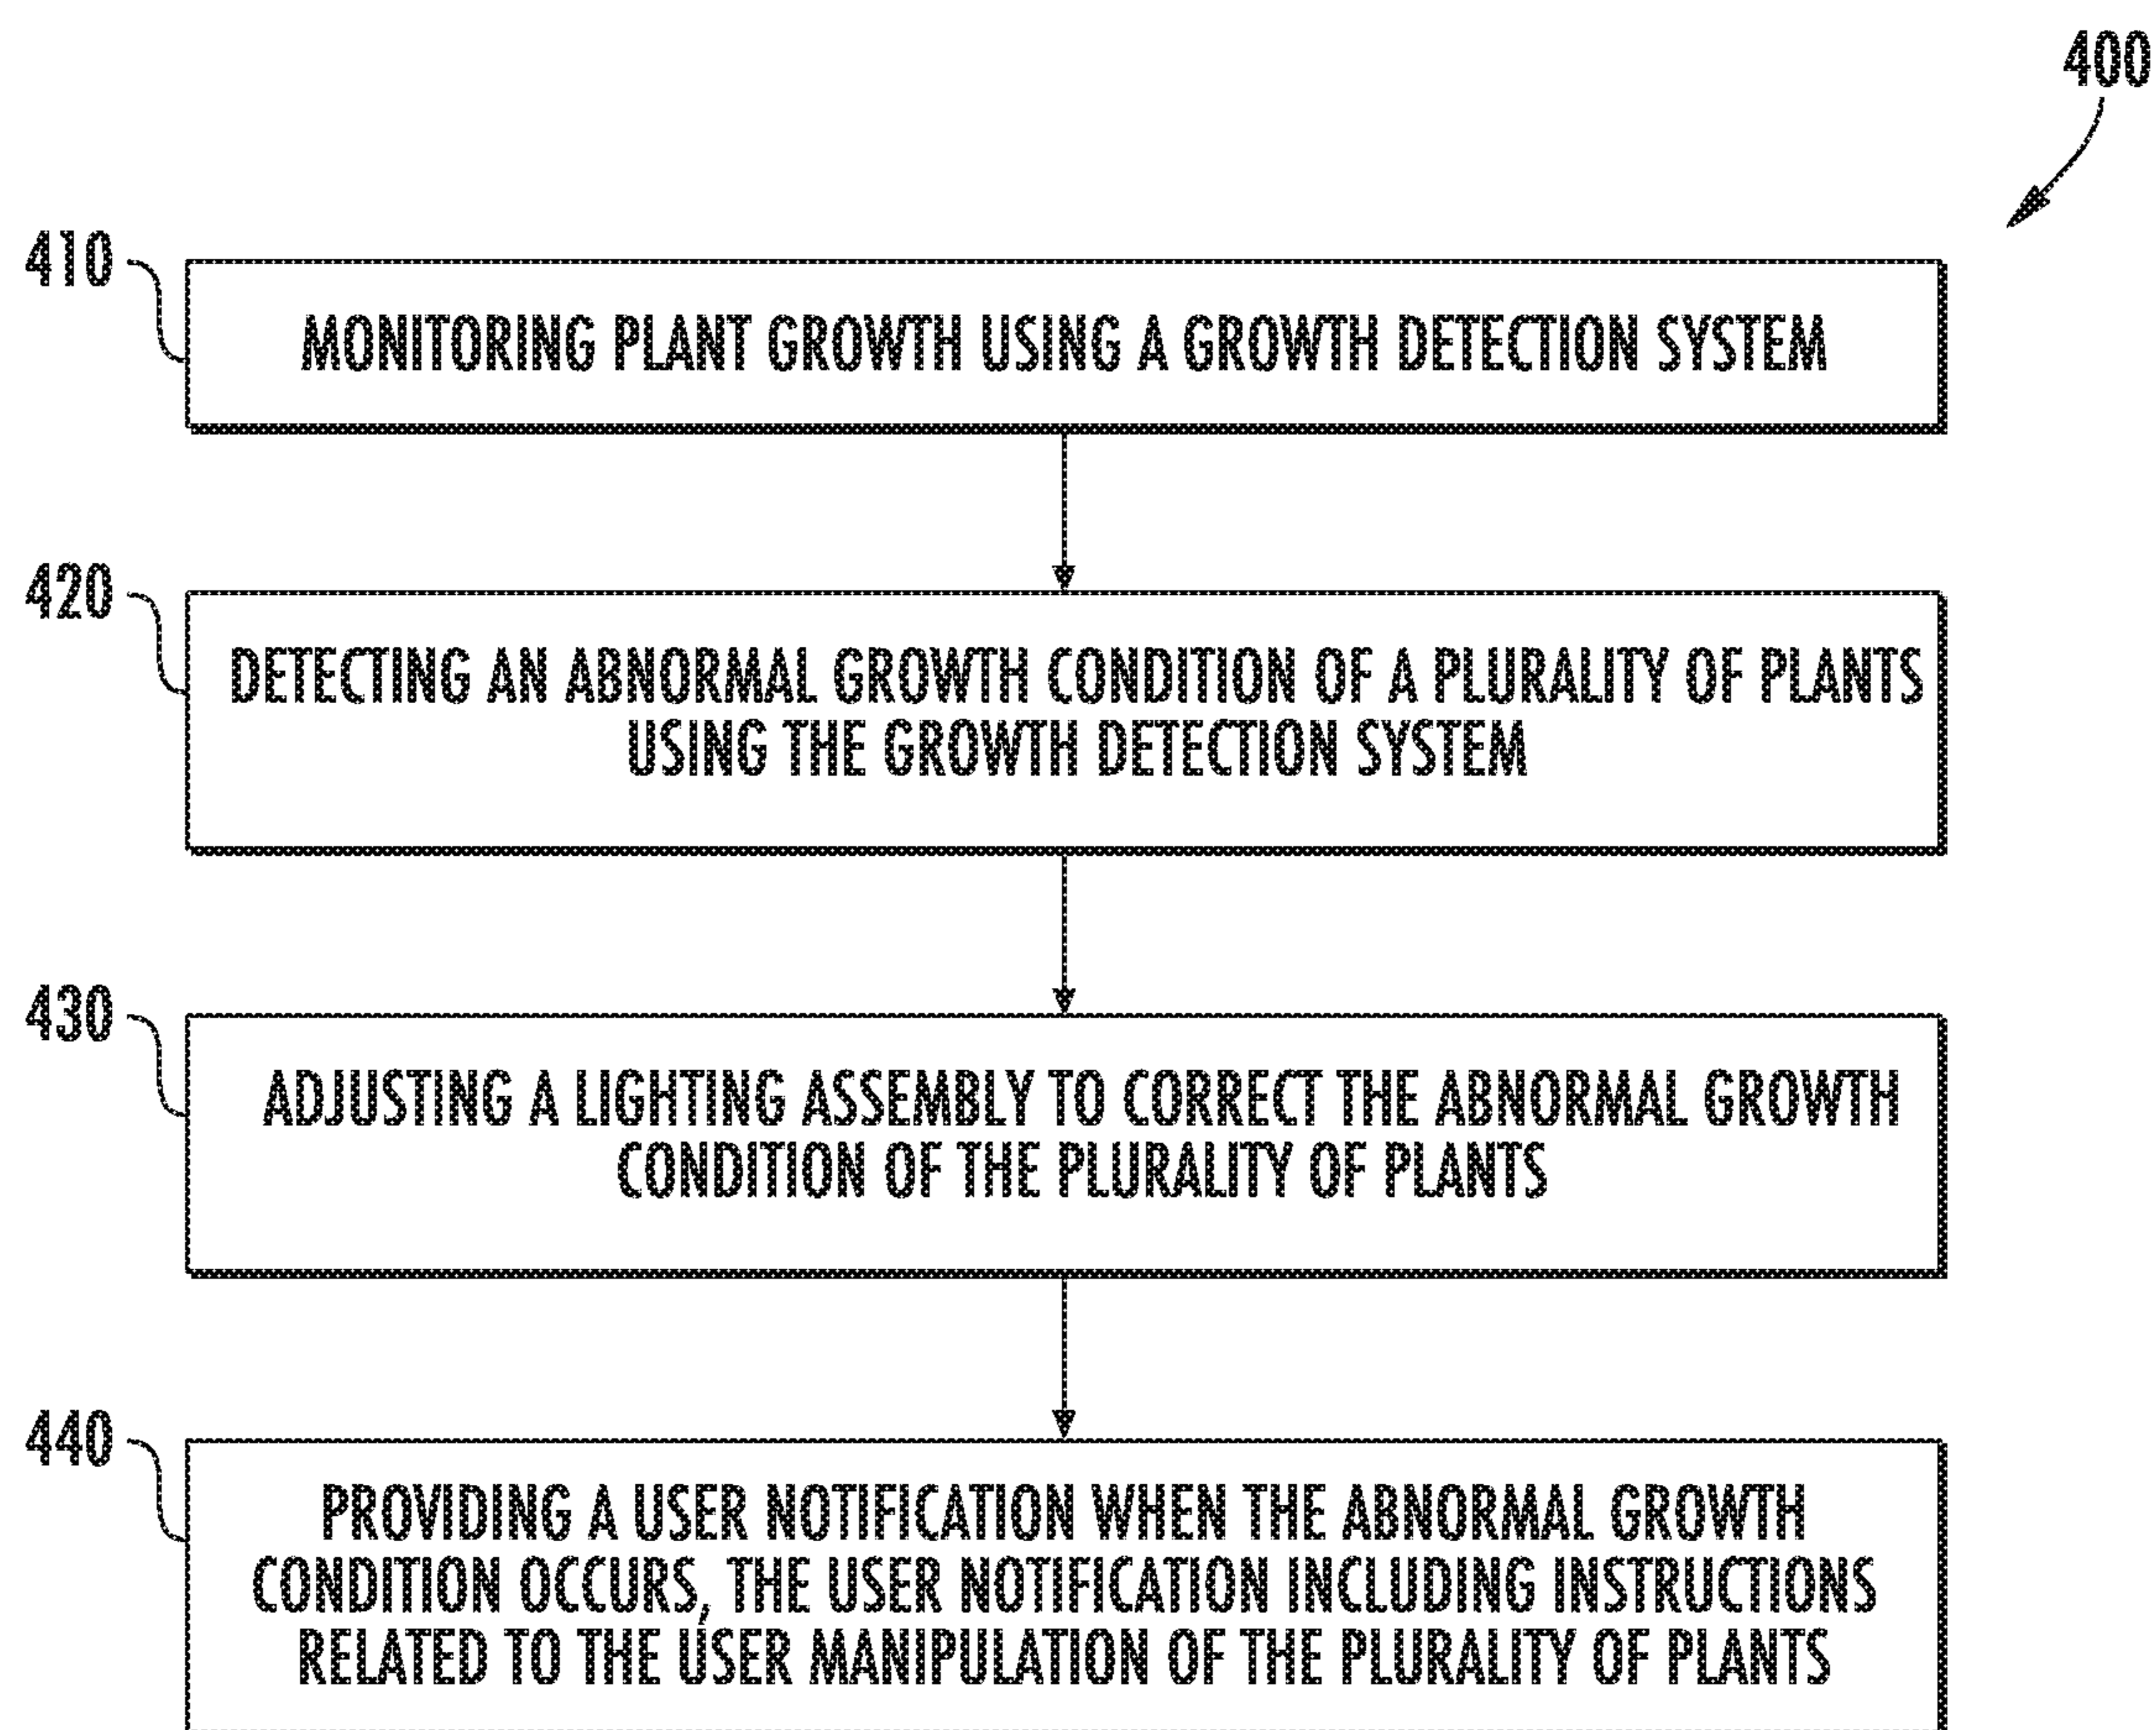 400
410
MONITORING PLANT GROWTH USING A GROWTH DETECTION SYSTEM
420
DETECTING AN ABNORMAL GROWTH CONDITION OF A PLURALITY OF PLANTS
USING THE GROWTH DETECTION SYSTEM
430
ADJUSTING A LIGHTING ASSEMBLY TO CORRECT THE ABNORMAL GROWTH
CONDITION OF THE PLURALITY OF PLANTS
440
PROVIDING A USER NOTIFICATION WHEN THE ABNORMAL GROWTH
CONDITION OCCURS, THE USER NOTIFICATION INCLUDING INSTRUCTIONS
RELATED TO THE USER MANIPULATION OF THE PLURALITY OF PLANTS